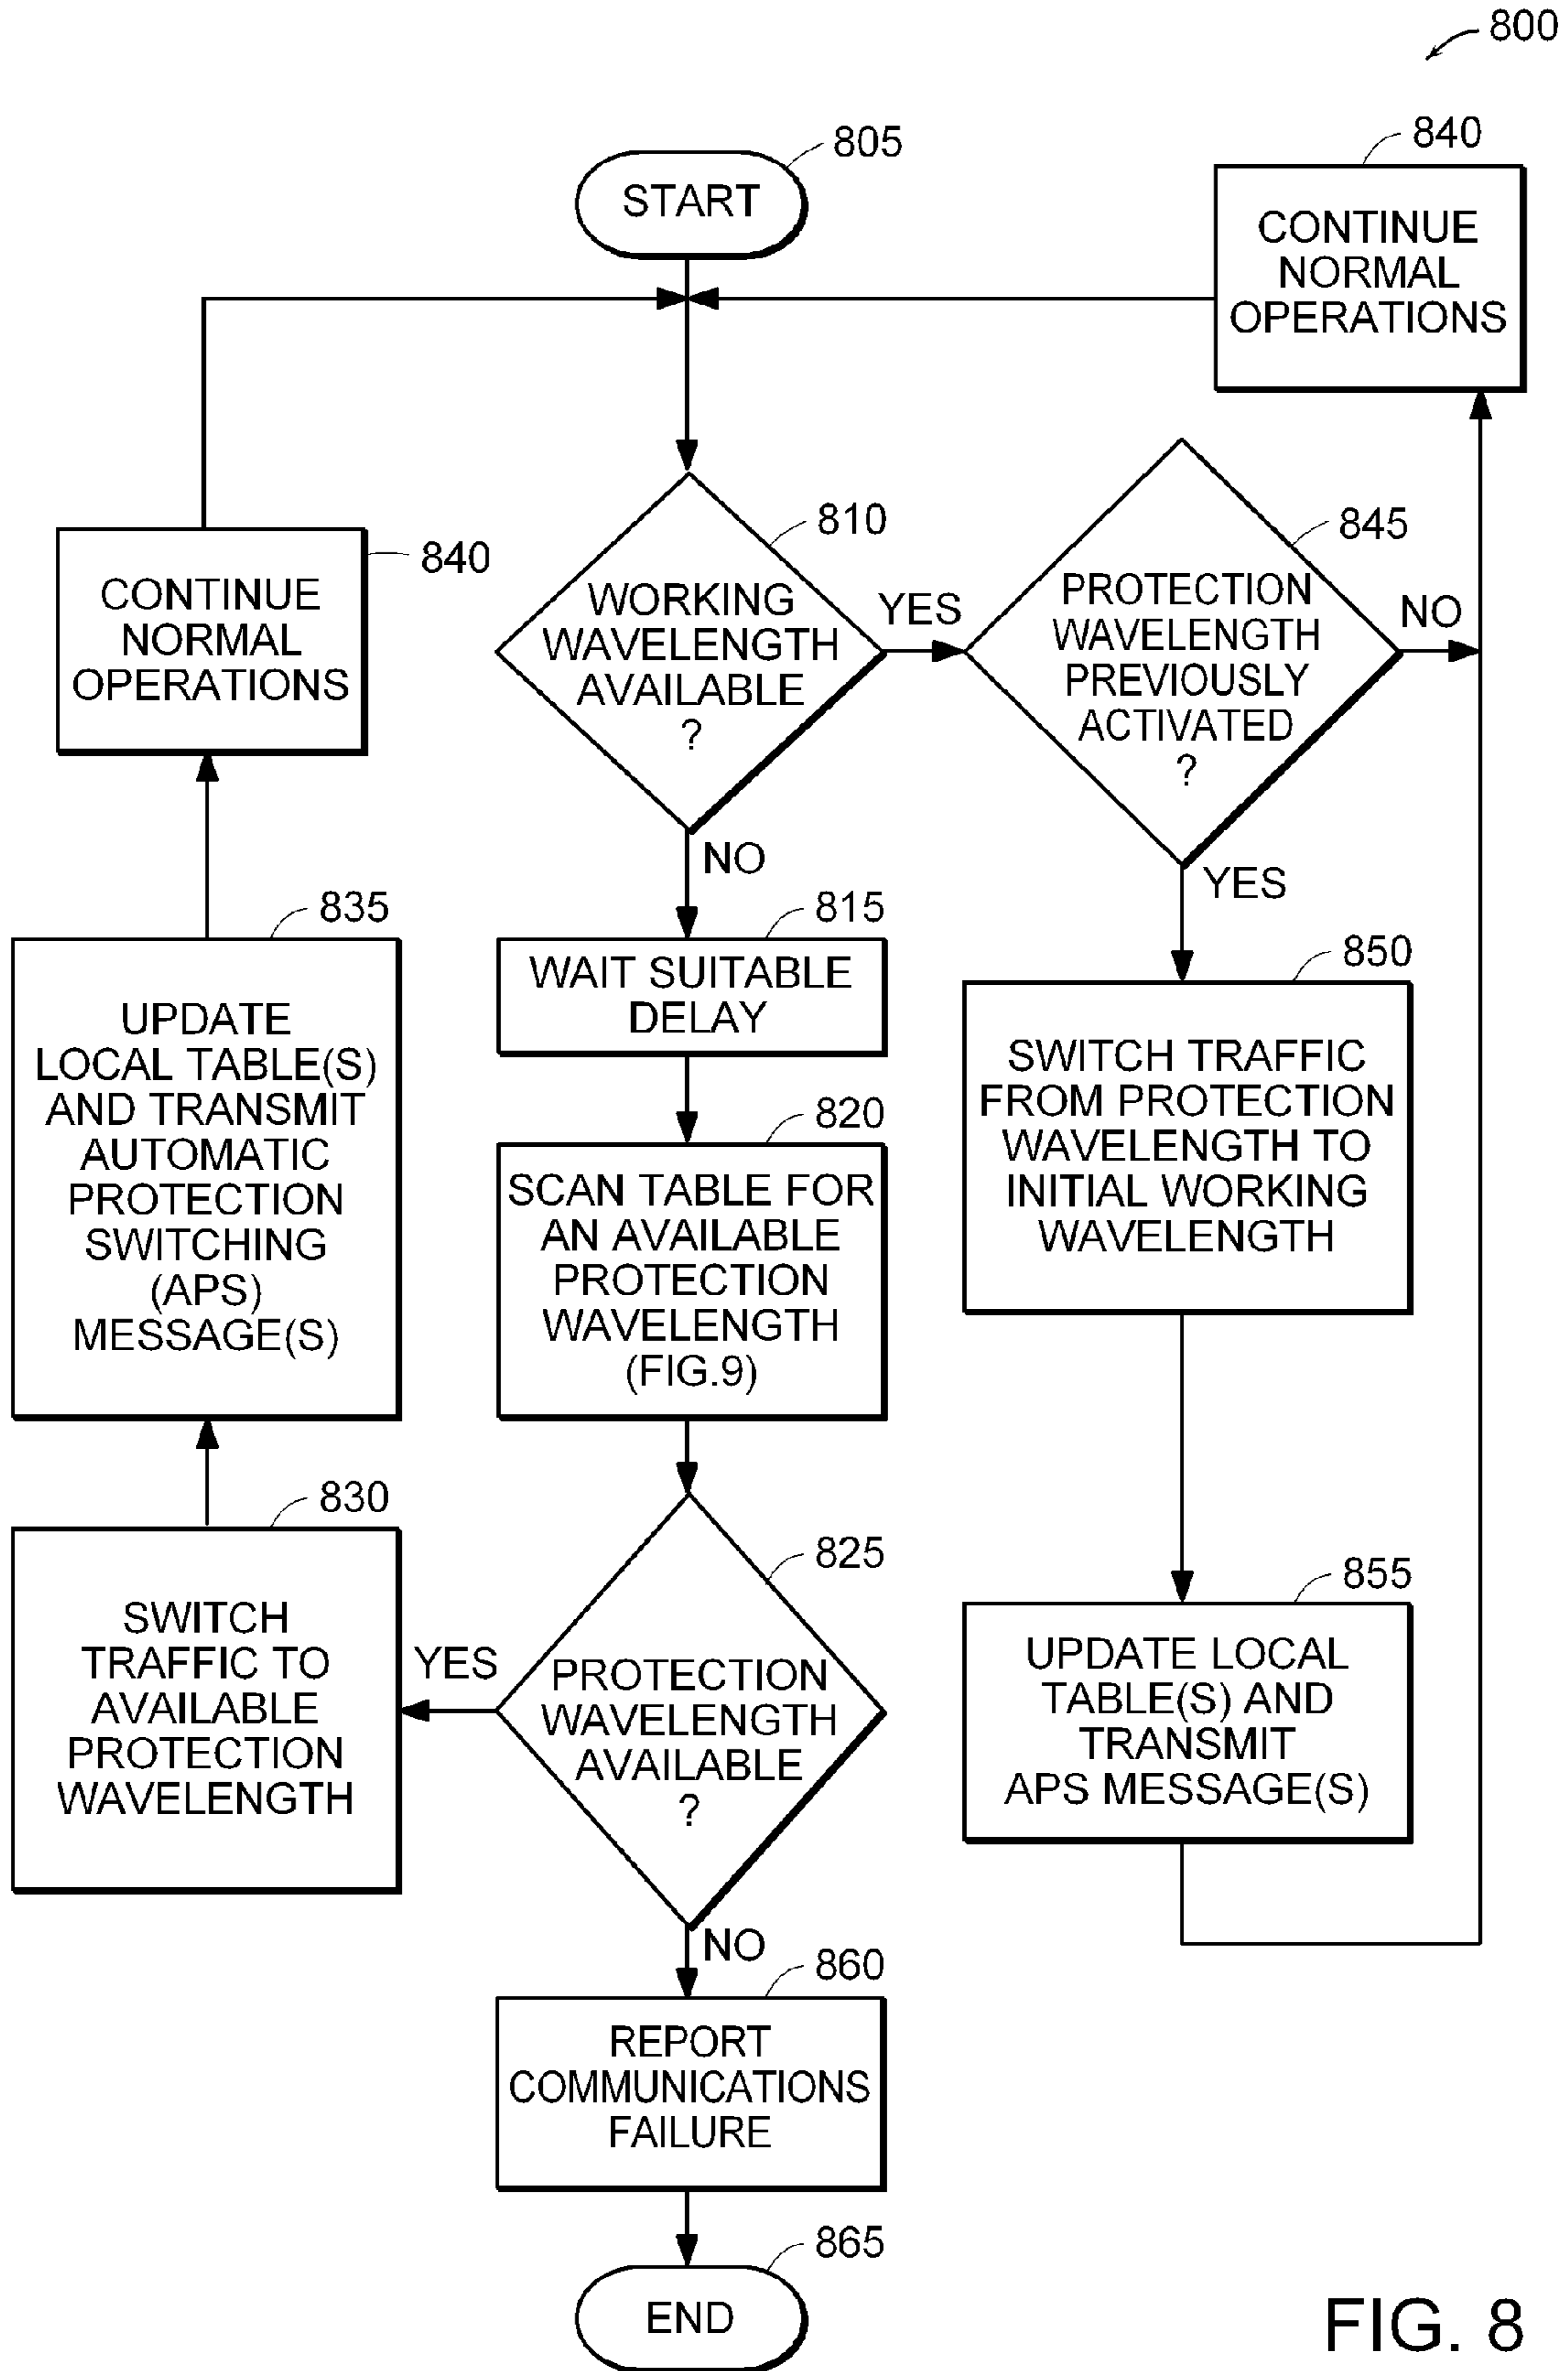 800
805
START
840
CONTINUE
NORMAL
OPERATIONS
810
WORKING
WAVELENGTH
AVAILABLE
?
YES
845
PROTECTION
WAVELENGTH
PREVIOUSLY
ACTIVATED
?
NO
840
CONTINUE
NORMAL
OPERATIONS
NO
YES
835
UPDATE
LOCAL TABLE(S)
AND TRANSMIT
AUTOMATIC
PROTECTION
SWITCHING
(APS)
MESSAGE(S)
815
WAIT SUITABLE
DELAY
850
SWITCH TRAFFIC
FROM PROTECTION
WAVELENGTH TO
INITIAL WORKING
WAVELENGTH
820
SCAN TABLE FOR
AN AVAILABLE
PROTECTION
WAVELENGTH
(FIG.9)
830
SWITCH
TRAFFIC TO
AVAILABLE
PROTECTION
WAVELENGTH
YES
825
PROTECTION
WAVELENGTH
AVAILABLE
?
855
UPDATE LOCAL
TABLE(S) AND
TRANSMIT
APS MESSAGE(S)
NO
860
REPORT
COMMUNICATIONS
FAILURE
865
END
FIG. 8